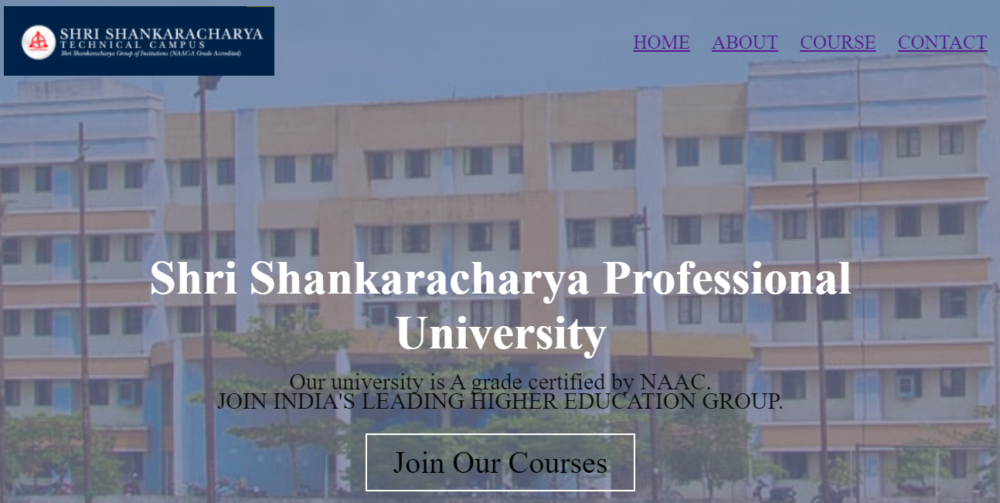 SHRI SHANKARACHARYA
TECHNICAL CAMPUS
Shri Shankaracharya Group of Institutions (NAAC-A Grade Accredited)
HOME ABOUT COURSE CONTACT
Shri Shankaracharya Professional
University
Our university is A grade certified by NAAC.
JOIN INDIA'S LEADING HIGHER EDUCATION GROUP.
Join Our Courses